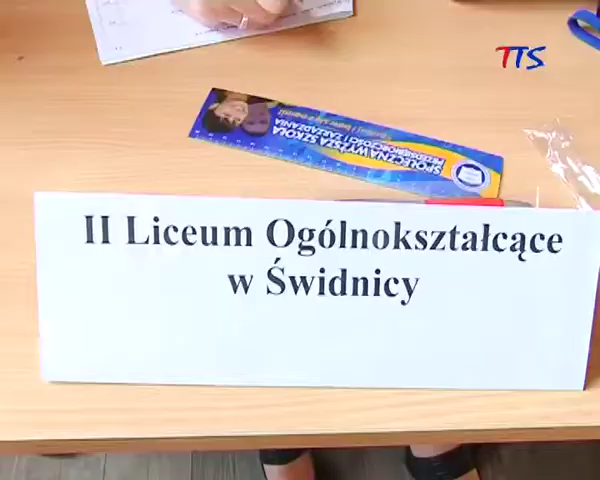 TTS
SPOŁECZNA WYŻSZA SZKOŁA
PRZEDSIĘBIORCZOŚCI I ZARZĄDZANIA
II Liceum Ogólnokształcące
w Świdnicy